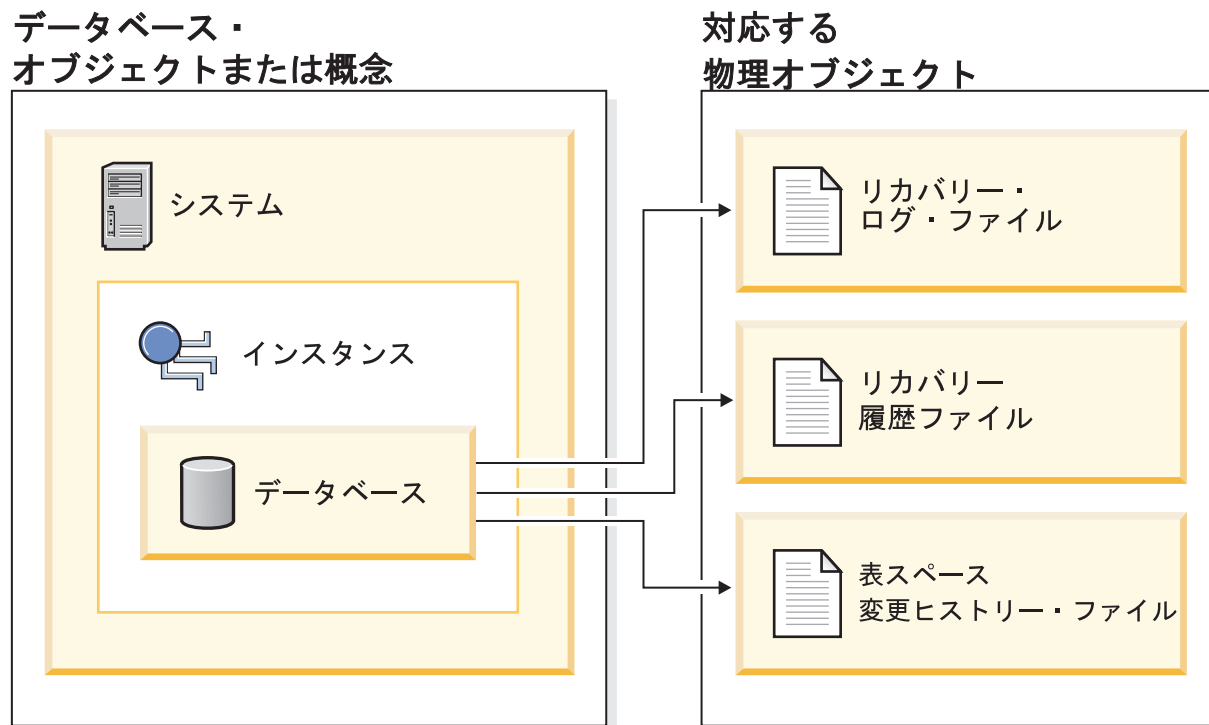 データベース・
オブジェクトまたは概念
システム
インスタンス
データベース
対応する
物理オブジェクト
リカバリー・
ログ・ファイル
リカバリー
履歴ファイル
表スペース
変更ヒストリー・ファイル